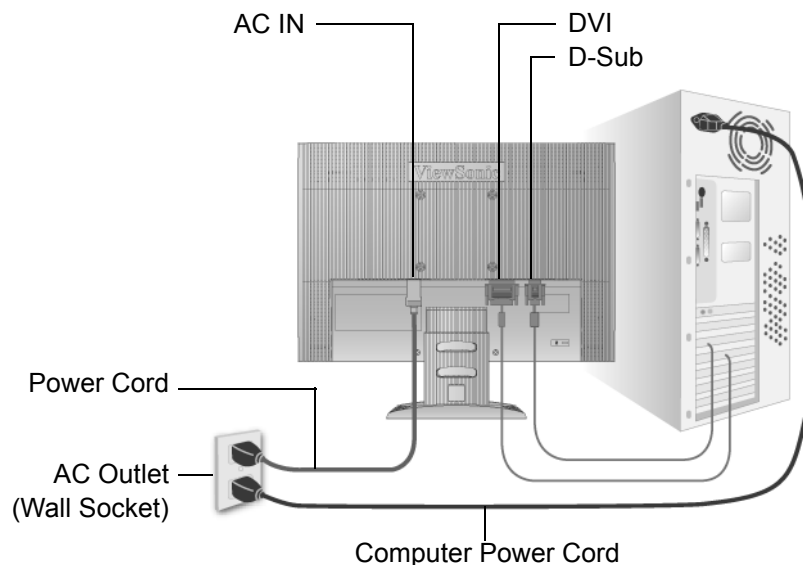 AC IN
DVI
D-Sub
ViewSonic
Power Cord
AC Outlet
(Wall Socket)
Computer Power Cord